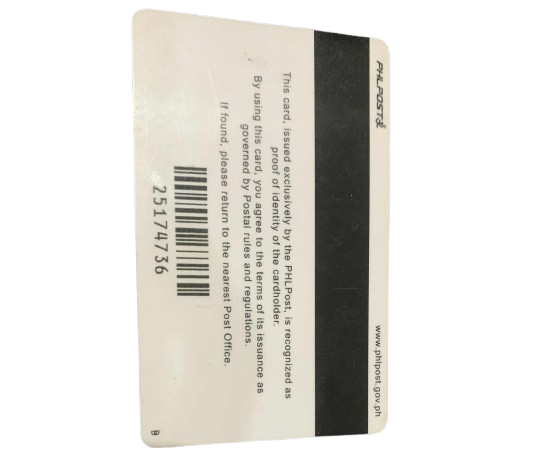 PHLPOST
www.phlpost.gov.ph
This card, issued exclusively by the PHLPost, is recognized as
proof of identity of the cardholder.
By using this card, you agree to the terms of its issuance as
governed by Postal rules and regulations.
If found, please return to the nearest Post Office.
25174736